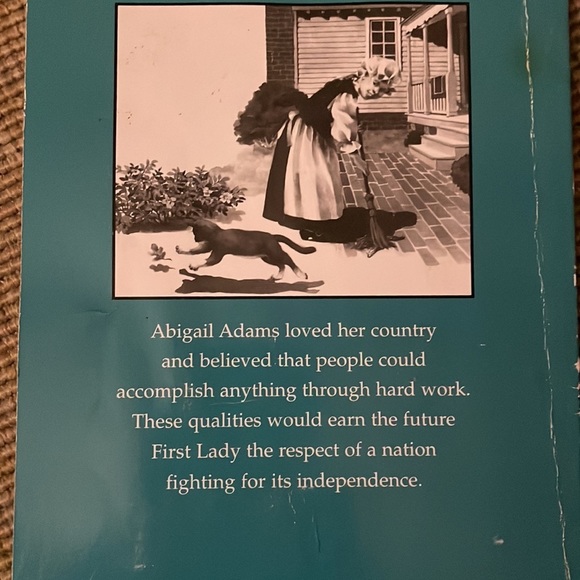 Abigail Adams loved her country
and believed that people could
accomplish anything through hard work.
These qualities would earn the future
First Lady the respect of a nation
fighting for its independence.